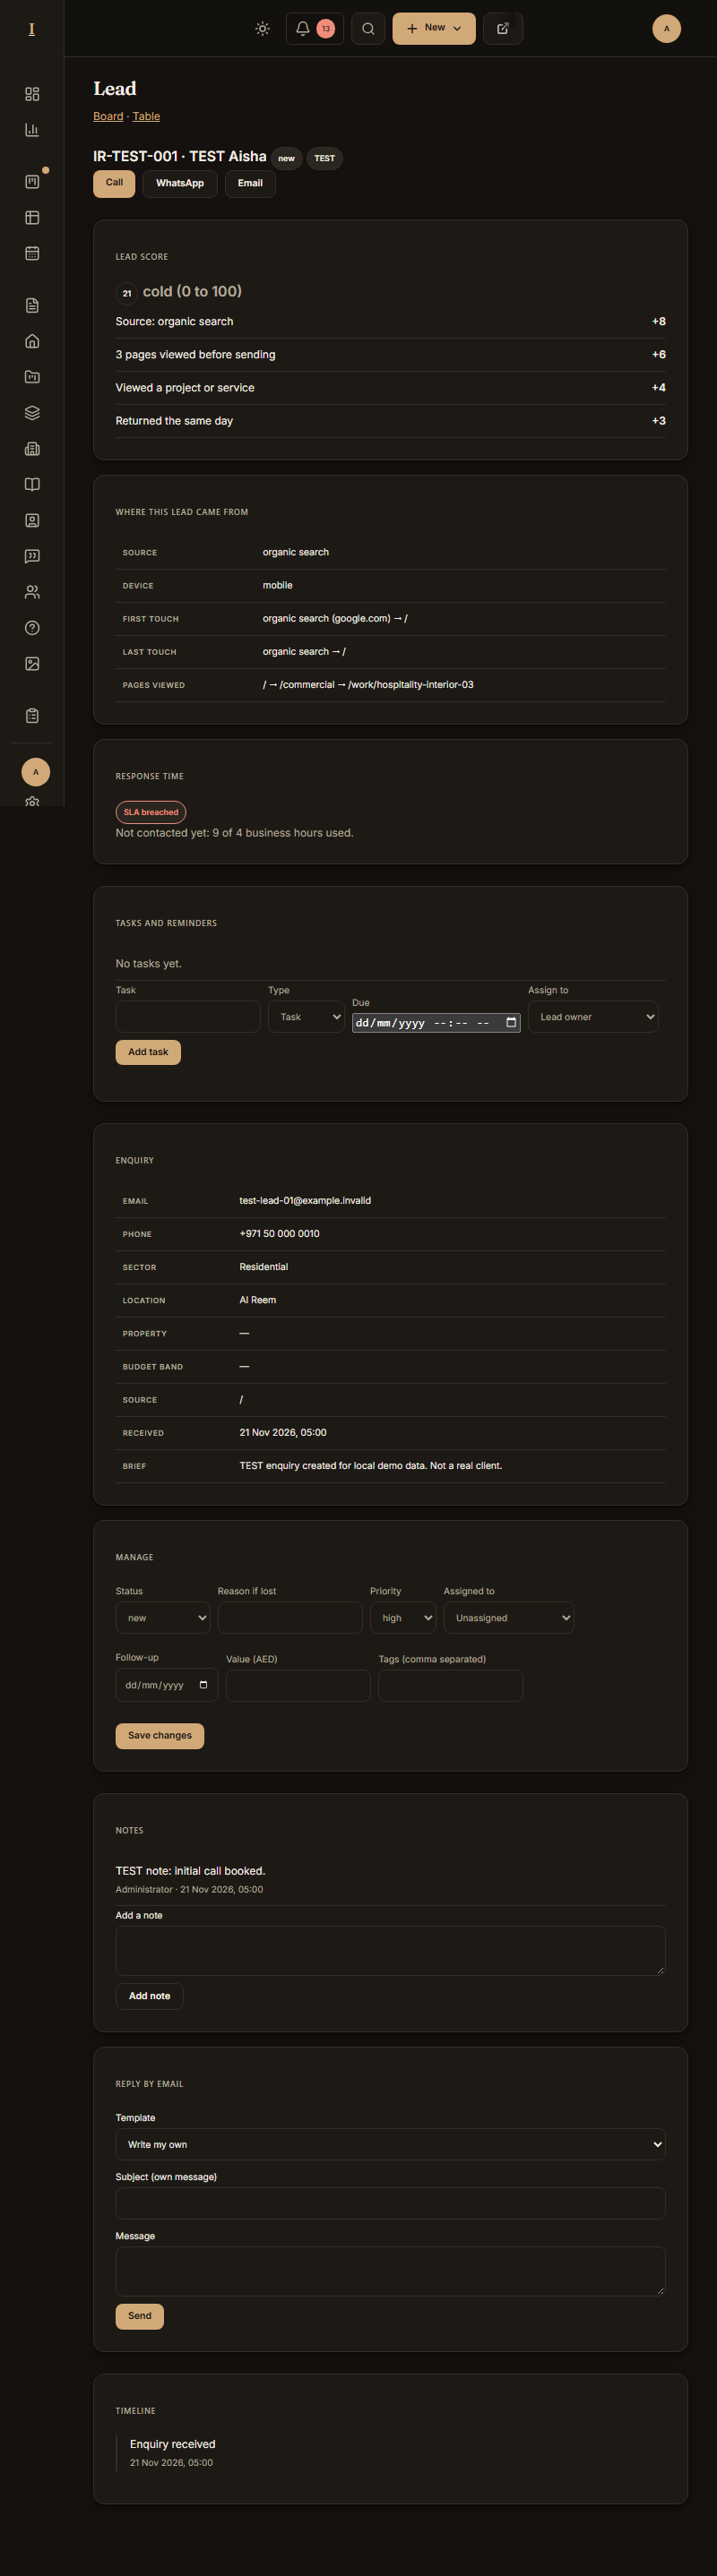 I
13
New
A
Lead
Board · Table
IR-TEST-001 · TEST Aisha new TEST
Call WhatsApp Email
LEAD SCORE
21 cold (0 to 100)
Source: organic search +8
3 pages viewed before sending +6
Viewed a project or service +4
Returned the same day +3
WHERE THIS LEAD CAME FROM
SOURCE organic search
DEVICE mobile
FIRST TOUCH organic search (google.com) → /
LAST TOUCH organic search → /
PAGES VIEWED / → /commercial → /work/hospitality-interior-03
A
RESPONSE TIME
SLA breached
Not contacted yet: 9 of 4 business hours used.
TASKS AND REMINDERS
No tasks yet.
Task Type Due Assign to
Task dd/mm/yyyy --:-- -- Lead owner
Add task
ENQUIRY
EMAIL test-lead-01@example.invalid
PHONE +971 50 000 0010
SECTOR Residential
LOCATION Al Reem
PROPERTY —
BUDGET BAND —
SOURCE /
RECEIVED 21 Nov 2026, 05:00
BRIEF TEST enquiry created for local demo data. Not a real client.
MANAGE
Status Reason if lost Priority Assigned to
new high Unassigned
Follow-up Value (AED) Tags (comma separated)
dd/mm/yyyy
Save changes
NOTES
TEST note: initial call booked.
Administrator · 21 Nov 2026, 05:00
Add a note
Add note
REPLY BY EMAIL
Template
Write my own
Subject (own message)
Message
Send
TIMELINE
Enquiry received
21 Nov 2026, 05:00